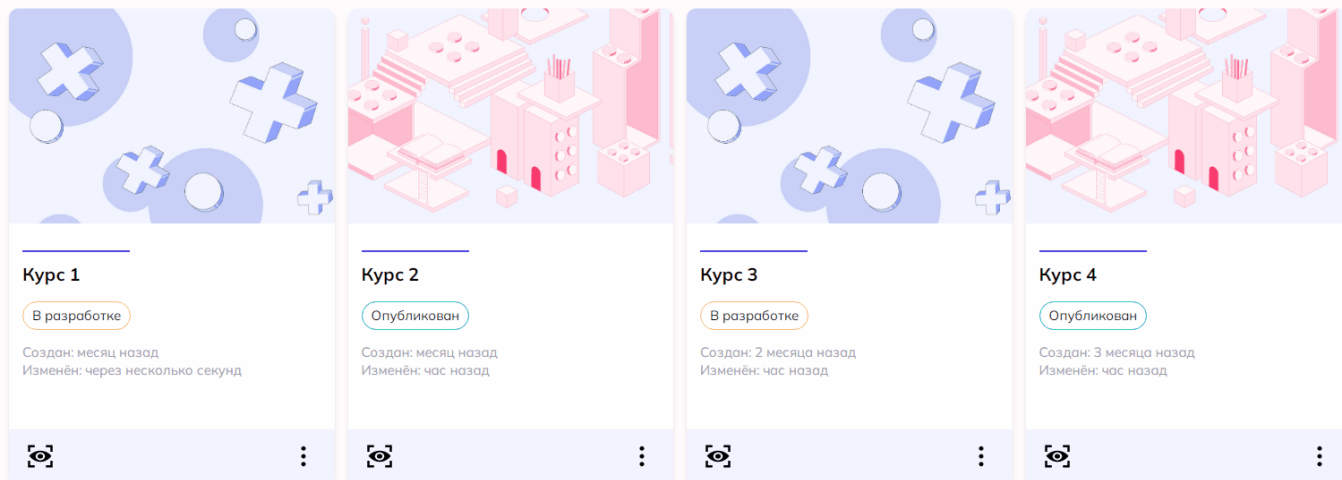 Курс 1
В разработке
Создан: месяц назад
Изменён: через несколько секунд
Курс 2
Опубликован
Создан: месяц назад
Изменён: час назад
Курс 3
В разработке
Создан: 2 месяца назад
Изменён: час назад
Курс 4
Опубликован
Создан: 3 месяца назад
Изменён: час назад